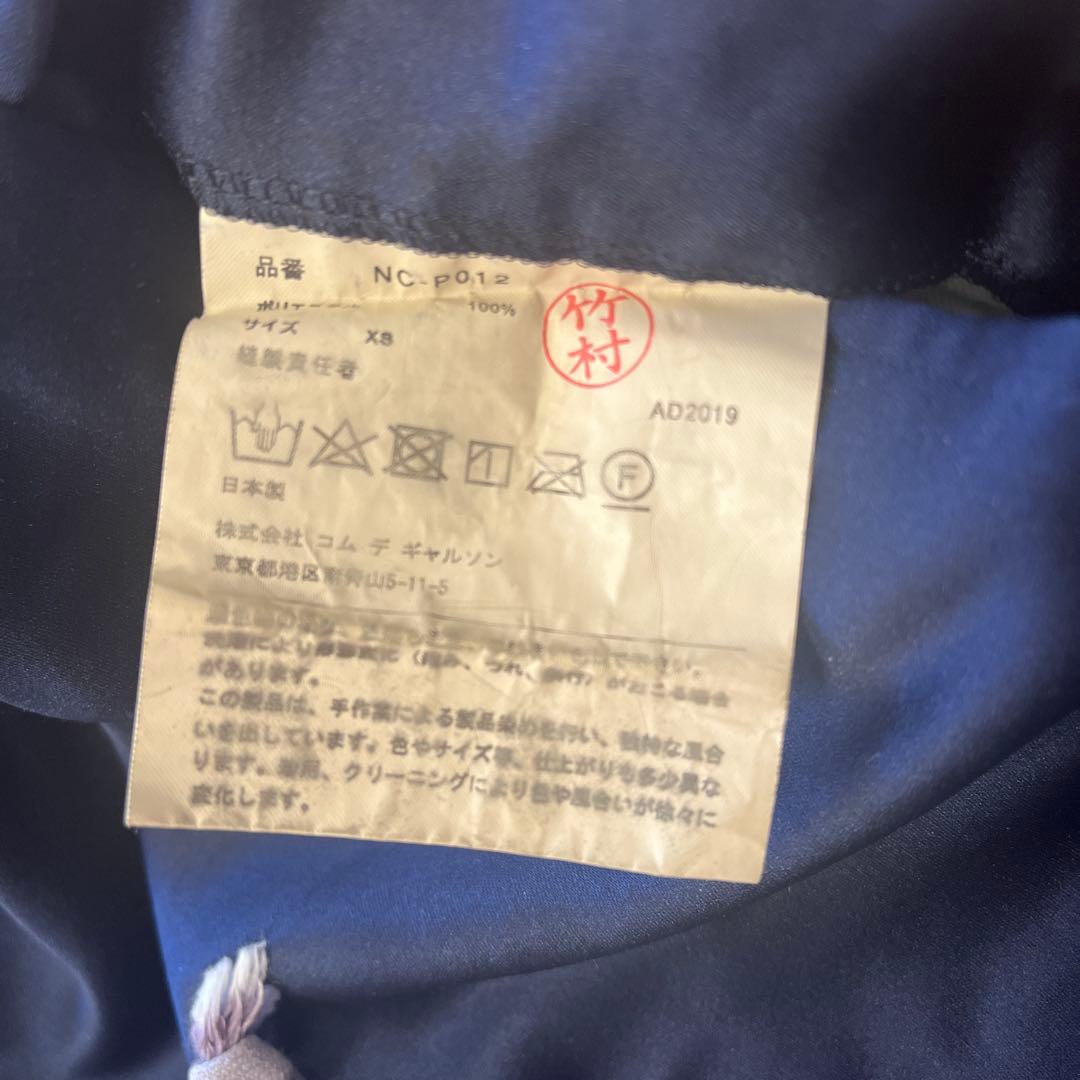 品番 NC-P012
100%
竹村
サイズ XS
縫製責任者
AD2019
F
日本製
株式会社 コム デ ギャルソン
東京都港区南青山5-11-5
があります。
この製品は、手作業による製品染めを行い、独特な風合
いを出しています。色やサイズ等、仕上がりも多少異な
ります。着用、クリーニングにより色や風合いが徐々に
変化します。